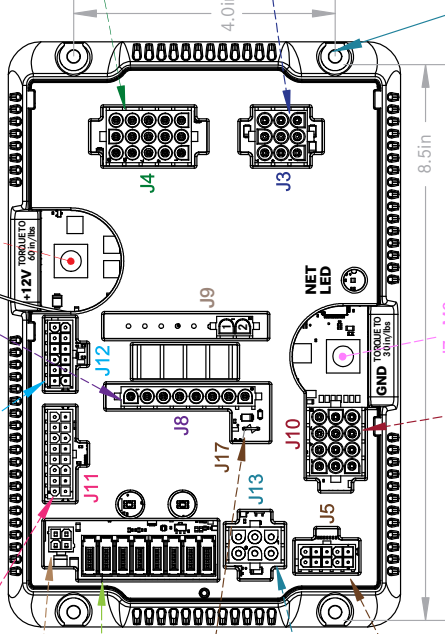 4.0in
8.5in
J4
J3
+12V
TORQUE TO
60 in/lbs
NET
LED
J9
1
2
J12
GND
TORQUE TO
30 in/lbs
J8
J10
J17
J11
J13
J5